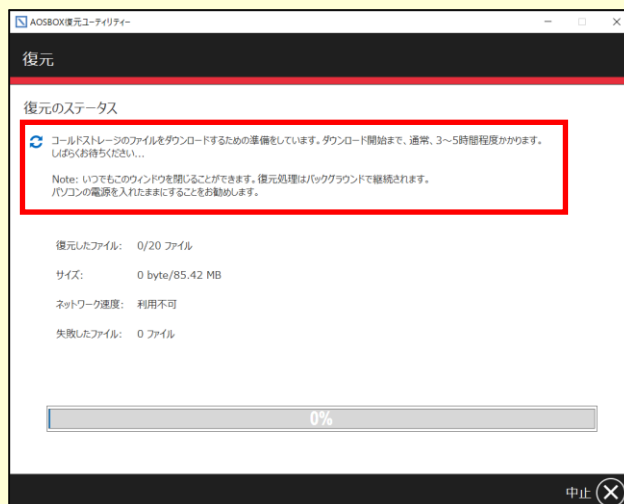 AOSBOX復元ユーティリティー
復元
復元のステータス
コールドストレージのファイルをダウンロードするための準備をしています。ダウンロード開始まで、通常、3～5時間程度かかります。
しばらくお待ちください...
Note: いつでもこのウィンドウを閉じることができます。復元処理はバックグラウンドで継続されます。
パソコンの電源を入れたままにすることをお勧めします。
復元したファイル: 0/20 ファイル
サイズ: 0 byte/85.42 MB
ネットワーク速度: 利用不可
失敗したファイル: 0 ファイル
0%
中止